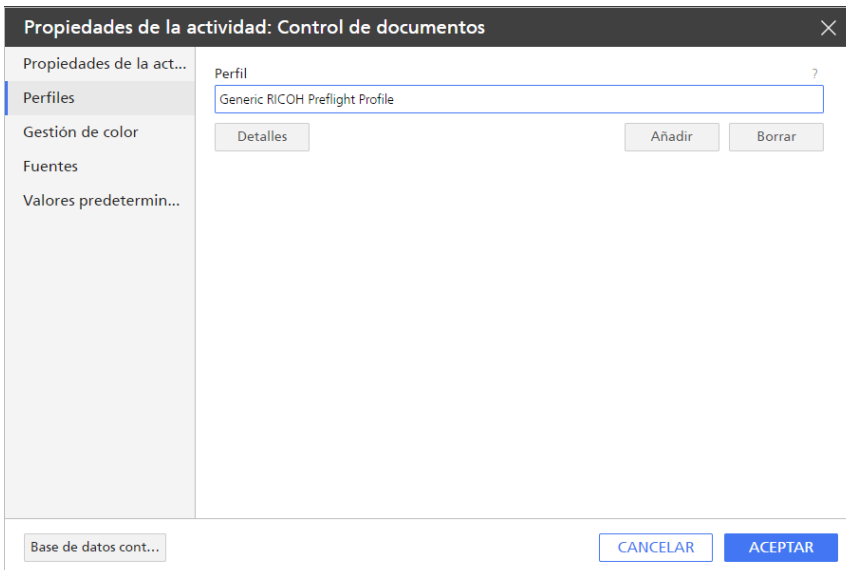 Propiedades de la actividad: Control de documentos
Propiedades de la act...
Perfiles
Gestión de color
Fuentes
Valores predetermin...
Perfil ?
Generic RICOH Preflight Profile
Detalles Añadir Borrar
Base de datos cont... CANCELAR ACEPTAR